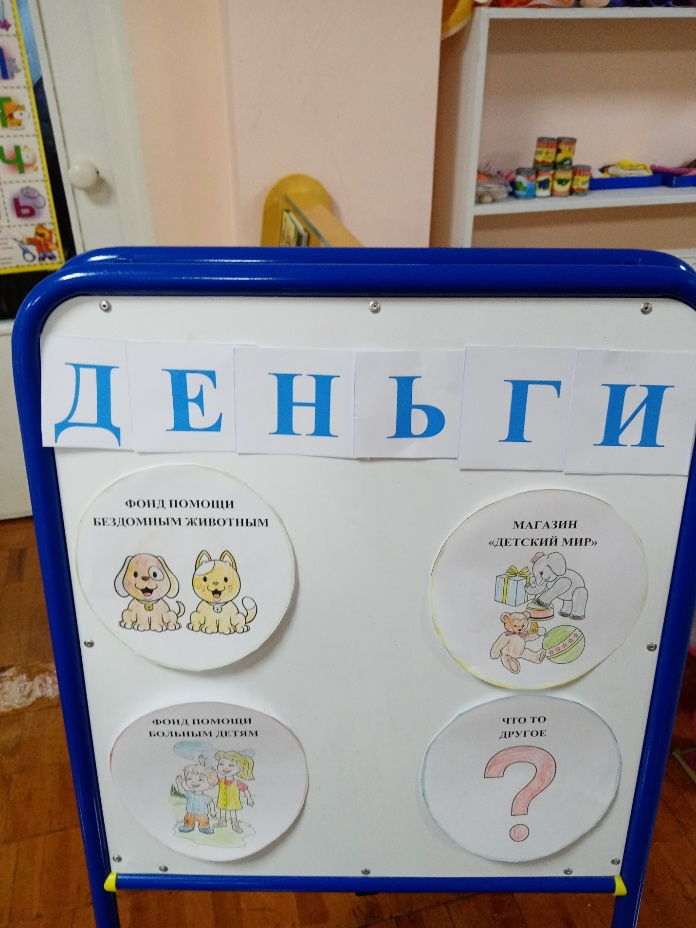 ДЕНЬГИ
ФОНД ПОМОЩИ
БЕЗДОМНЫМ ЖИВОТНЫМ
МАГАЗИН
«ДЕТСКИЙ МИР»
ФОНД ПОМОЩИ
БОЛЬНЫМ ДЕТЯМ
ЧТО ТО
ДРУГОЕ
?
Ч
Ь